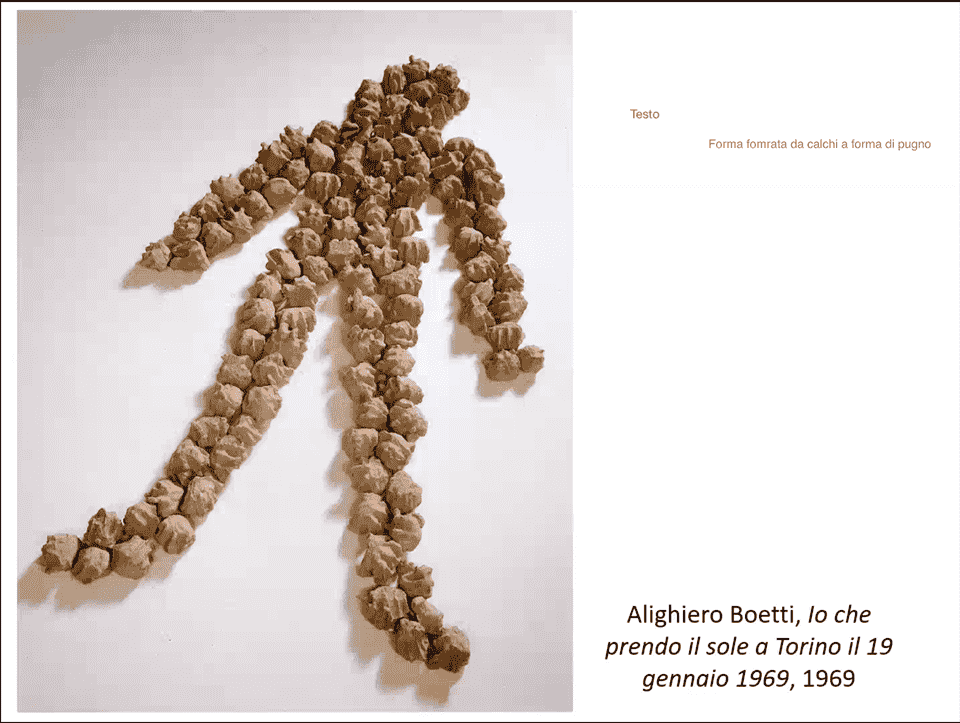 Testo
Forma fomrata da calchi a forma di pugno
Alighiero Boetti, Io che
prendo il sole a Torino il 19
gennaio 1969, 1969